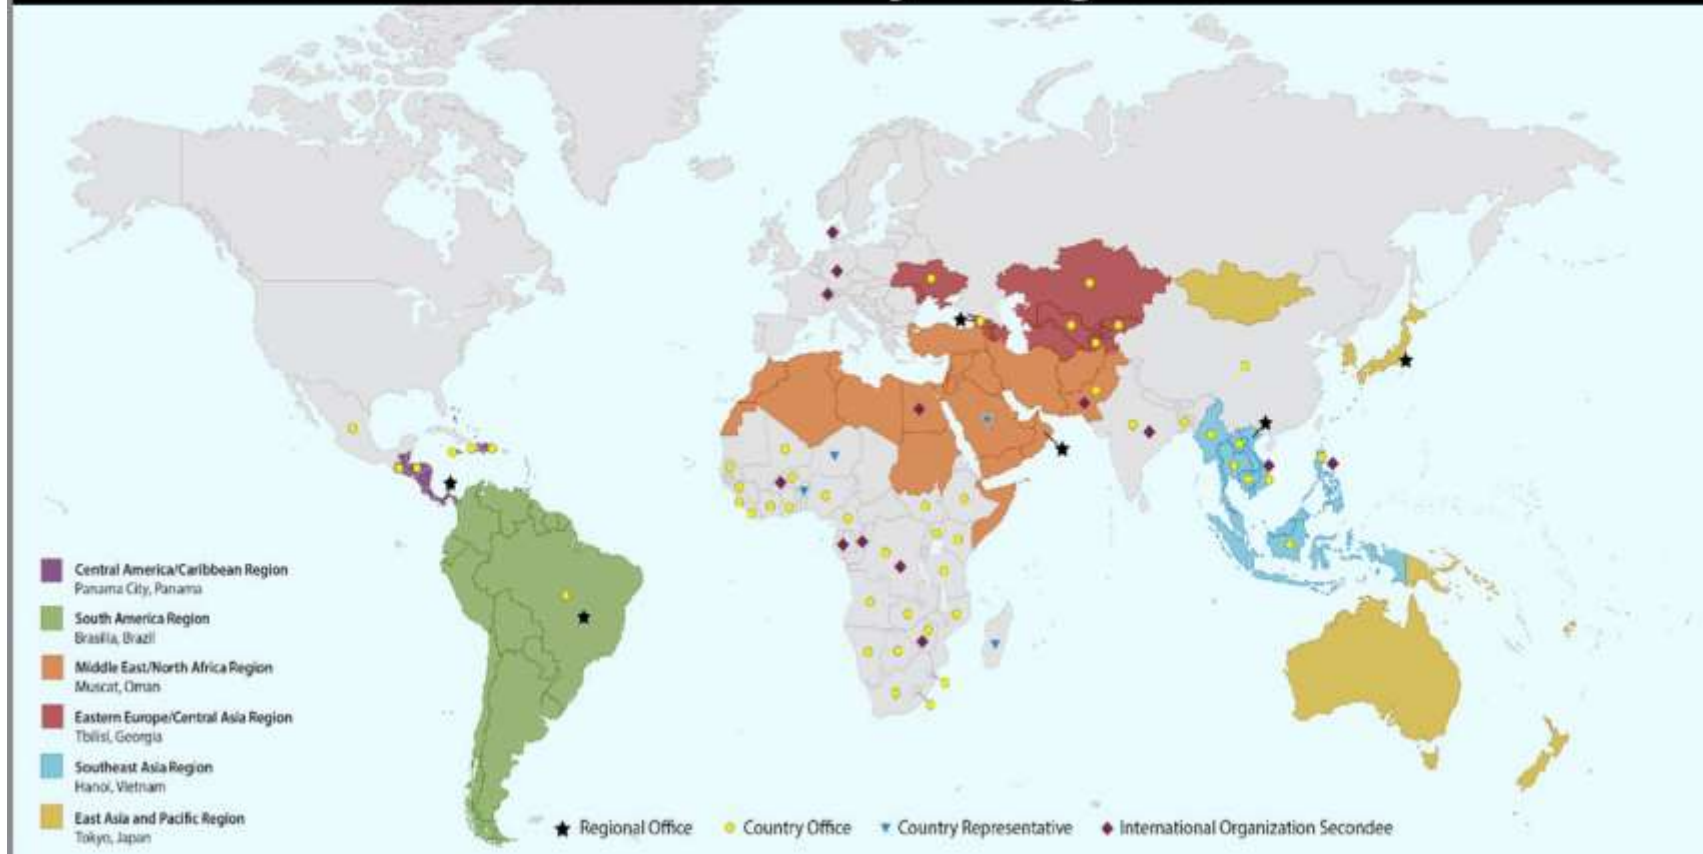 Central America/Caribbean Region
Panama City, Panama
South America Region
Brasilia, Brazil
Middle East/North Africa Region
Muscat, Oman
Eastern Europe/Central Asia Region
Tbilisi, Georgia
Southeast Asia Region
Hanoi, Vietnam
East Asia and Pacific Region
Tokyo, Japan
Regional Office
Country Office
Country Representative
International Organization Secondee